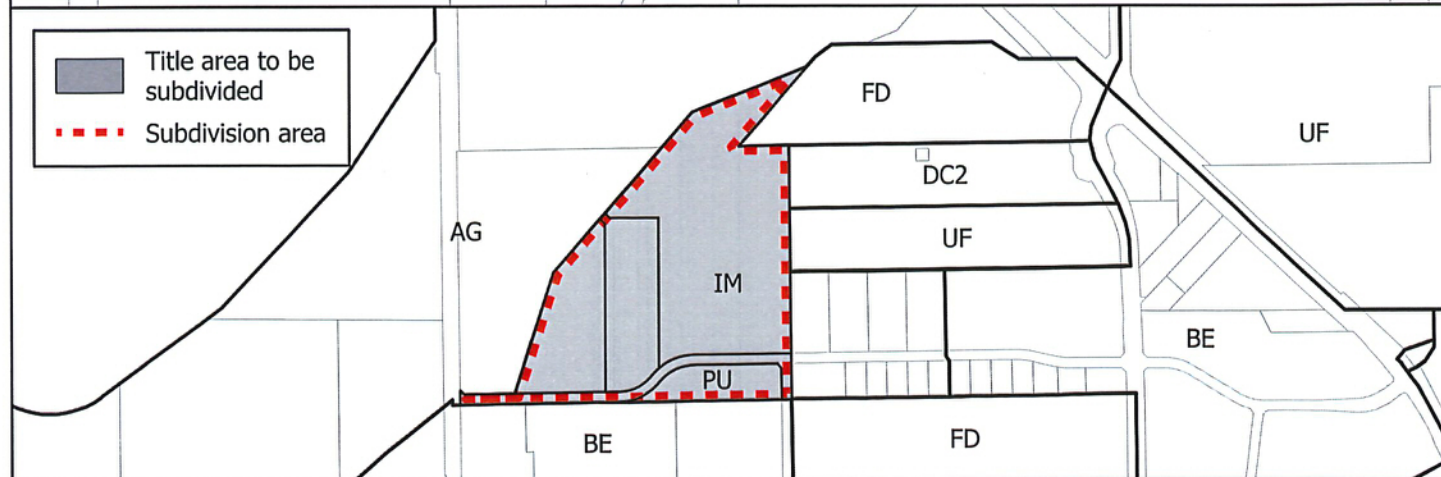 Title area to be
subdivided
Subdivision area
FD
UF
DC2
AG
UF
IM
BE
PU
BE
FD